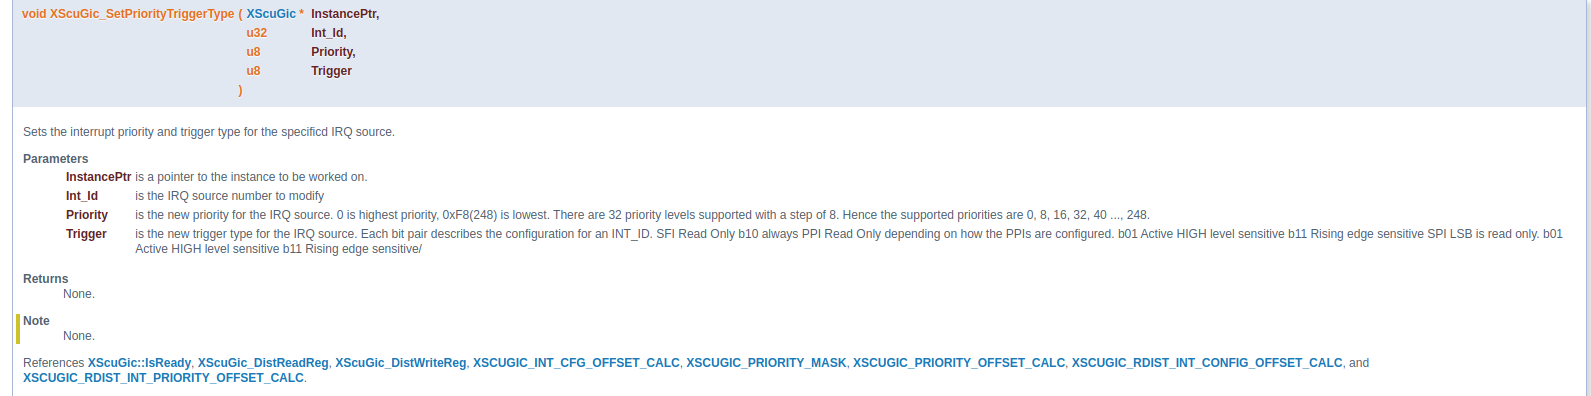 void XScuGic_SetPriorityTriggerType ( XScuGic * InstancePtr,
u32 Int_Id,
u8 Priority,
u8 Trigger
)
Sets the interrupt priority and trigger type for the specificd IRQ source.
Parameters
InstancePtr is a pointer to the instance to be worked on.
Int_Id is the IRQ source number to modify
Priority is the new priority for the IRQ source. 0 is highest priority, 0xF8(248) is lowest. There are 32 priority levels supported with a step of 8. Hence the supported priorities are 0, 8, 16, 32, 40 ..., 248.
Trigger is the new trigger type for the IRQ source. Each bit pair describes the configuration for an INT_ID. SFI Read Only b10 always PPI Read Only depending on how the PPIs are configured. b01 Active HIGH level sensitive b11 Rising edge sensitive SPI LSB is read only. b01
Active HIGH level sensitive b11 Rising edge sensitive/
Returns
None.
Note
None.
References XScuGic::IsReady, XScuGic_DistReadReg, XScuGic_DistWriteReg, XSCUGIC_INT_CFG_OFFSET_CALC, XSCUGIC_PRIORITY_MASK, XSCUGIC_PRIORITY_OFFSET_CALC, XSCUGIC_RDIST_INT_CONFIG_OFFSET_CALC, and
XSCUGIC_RDIST_INT_PRIORITY_OFFSET_CALC.